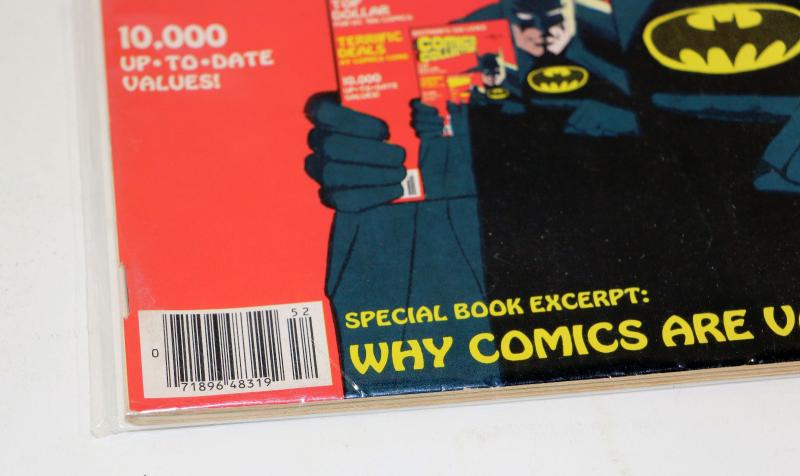 10,000
UP•TO•DATE
VALUES!
TOP
DOLLAR
TERRIFIC
DEALS
10,000
UP•TO•DATE
VALUES!
SPECIAL BOOK EXCERPT:
WHY COMICS ARE
52
0
71896 48319